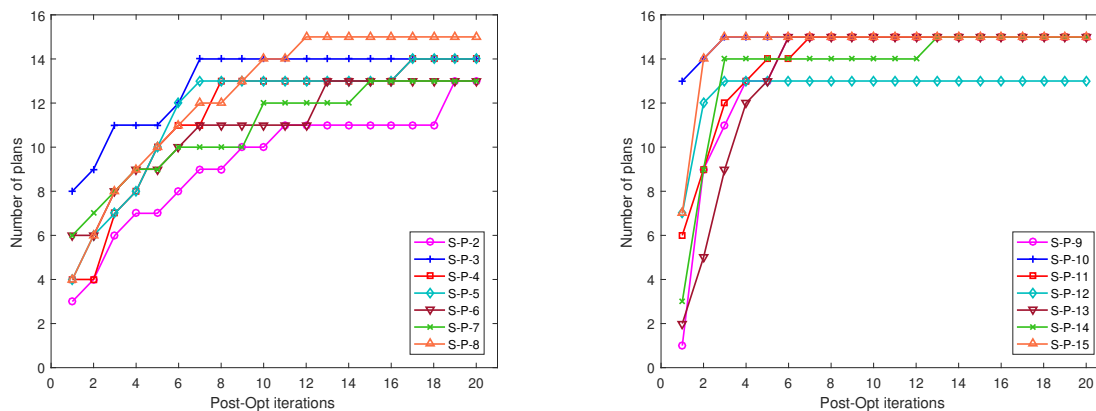 16
14
12
10
8
6
4
2
0
Number of plans
0 2 4 6 8 10 12 14 16 18 20
Post-Opt iterations
S-P-2
S-P-3
S-P-4
S-P-5
S-P-6
S-P-7
S-P-8
16
14
12
10
8
6
4
2
0
Number of plans
0 2 4 6 8 10 12 14 16 18 20
Post-Opt iterations
S-P-9
S-P-10
S-P-11
S-P-12
S-P-13
S-P-14
S-P-15